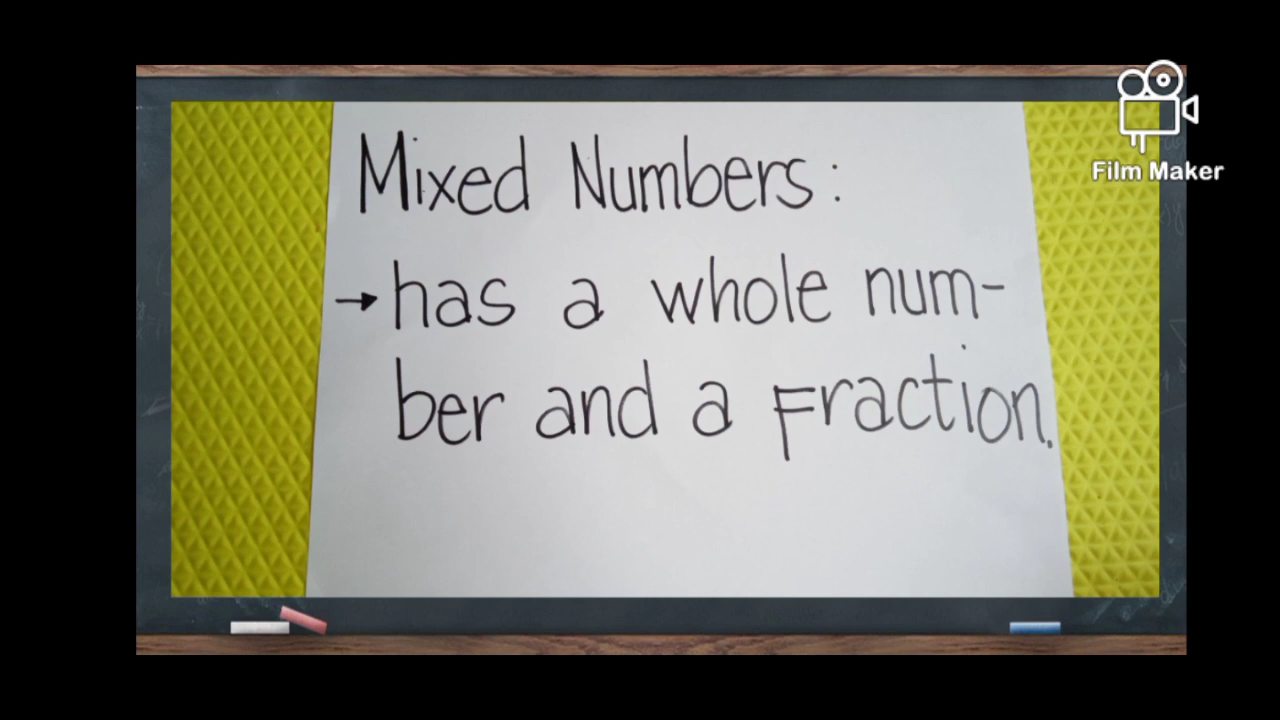 Mixed Numbers:
→ has a whole num-
ber and a Fraction.
Film Maker